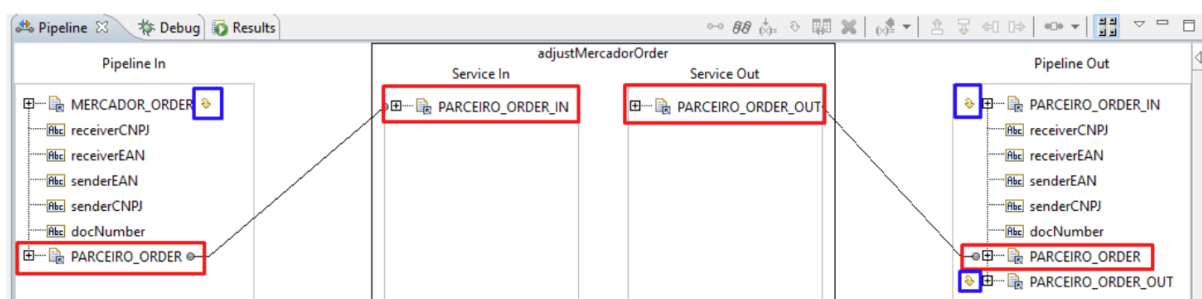 Pipeline Debug Results
adjustMercadorOrder
Pipeline In
Service In
Service Out
Pipeline Out
MERCADOR_ORDER
receiverCNPJ
receiverEAN
senderEAN
senderCNPJ
docNumber
PARCEIRO_ORDER
PARCEIRO_ORDER_IN
PARCEIRO_ORDER_OUT
PARCEIRO_ORDER_IN
receiverCNPJ
receiverEAN
senderEAN
senderCNPJ
docNumber
PARCEIRO_ORDER
PARCEIRO_ORDER_OUT